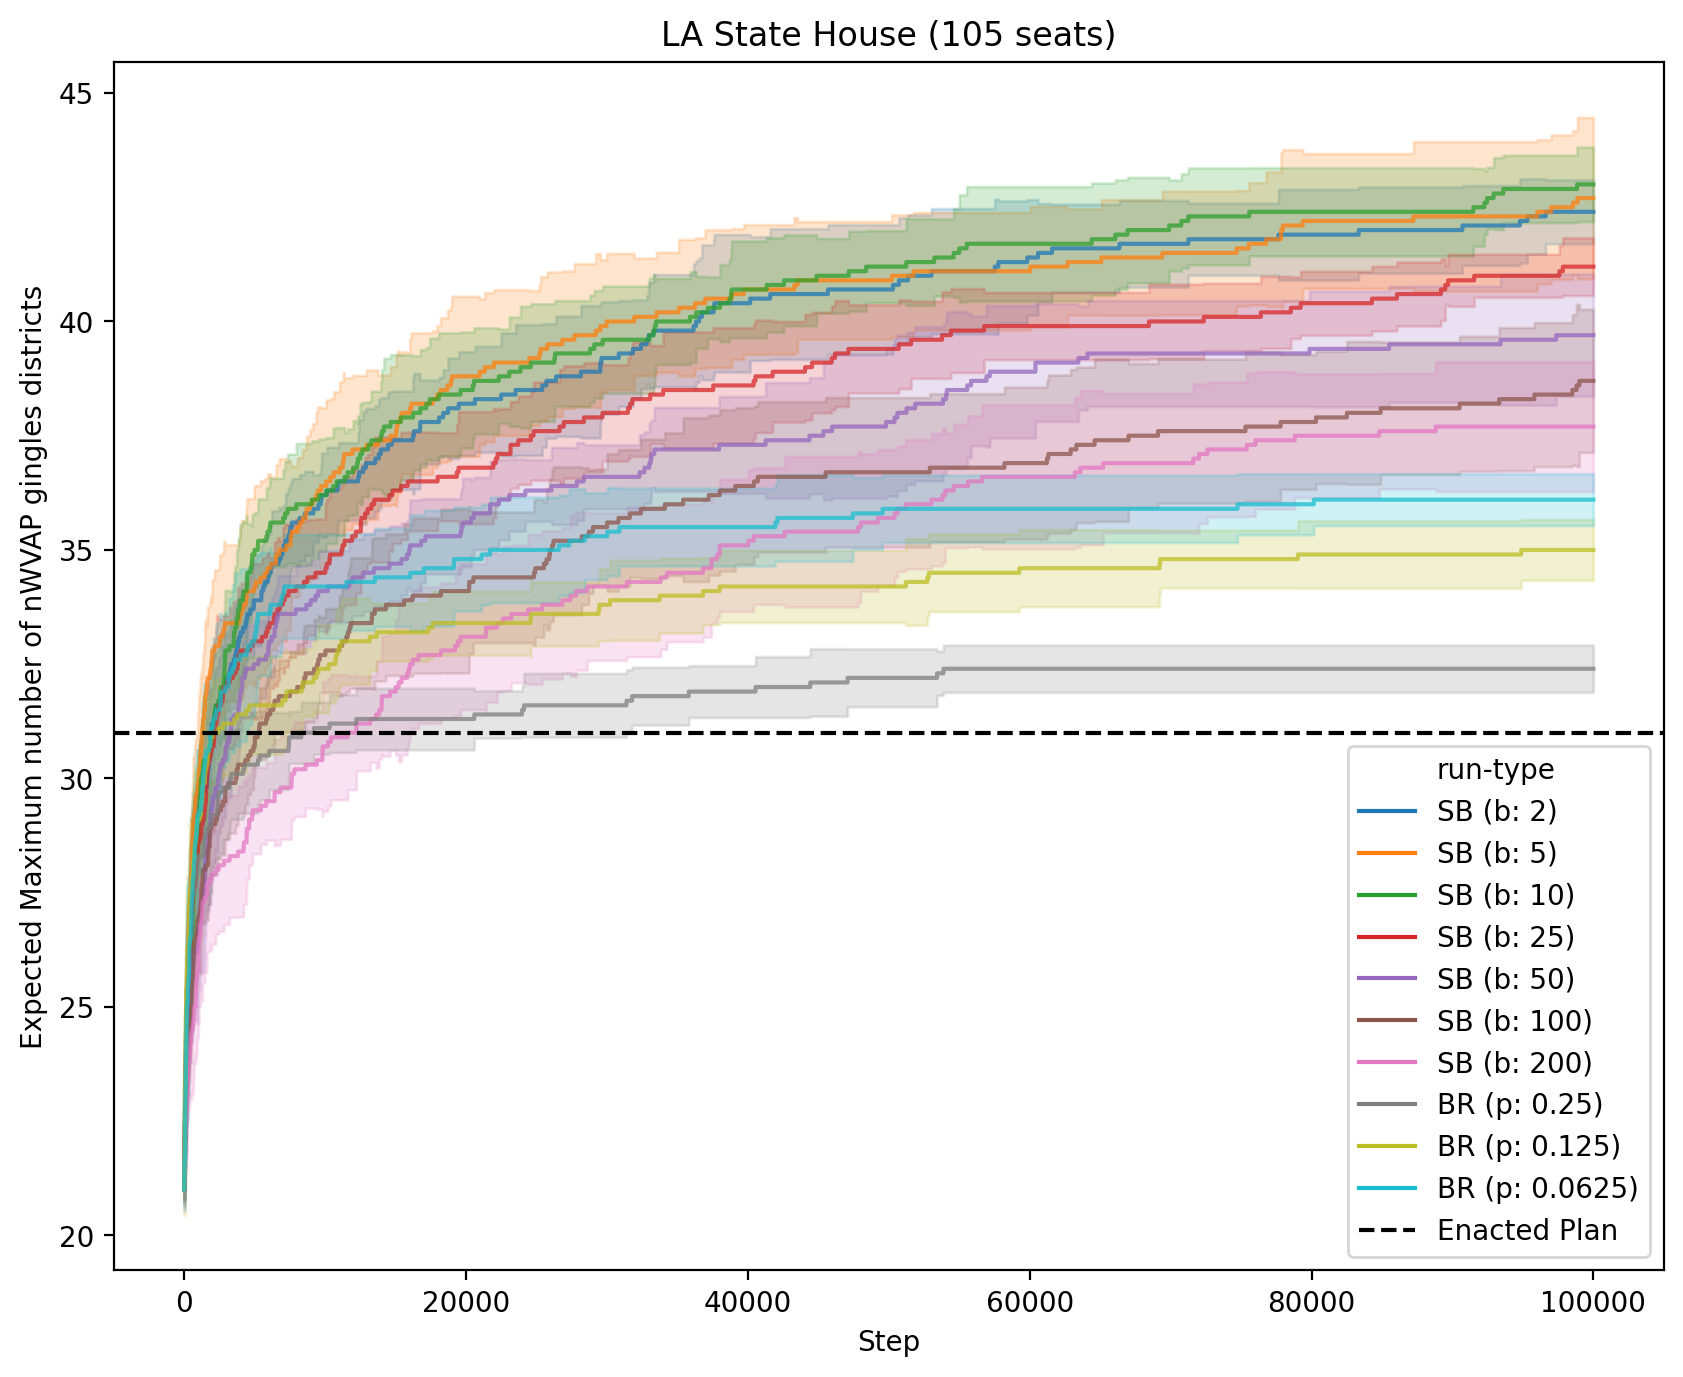 LA State House (105 seats)
Expected Maximum number of nWVAP gingles districts
45
40
35
30
25
20
0
20000
40000
60000
80000
100000
Step
run-type
SB (b: 2)
SB (b: 5)
SB (b: 10)
SB (b: 25)
SB (b: 50)
SB (b: 100)
SB (b: 200)
BR (p: 0.25)
BR (p: 0.125)
BR (p: 0.0625)
Enacted Plan